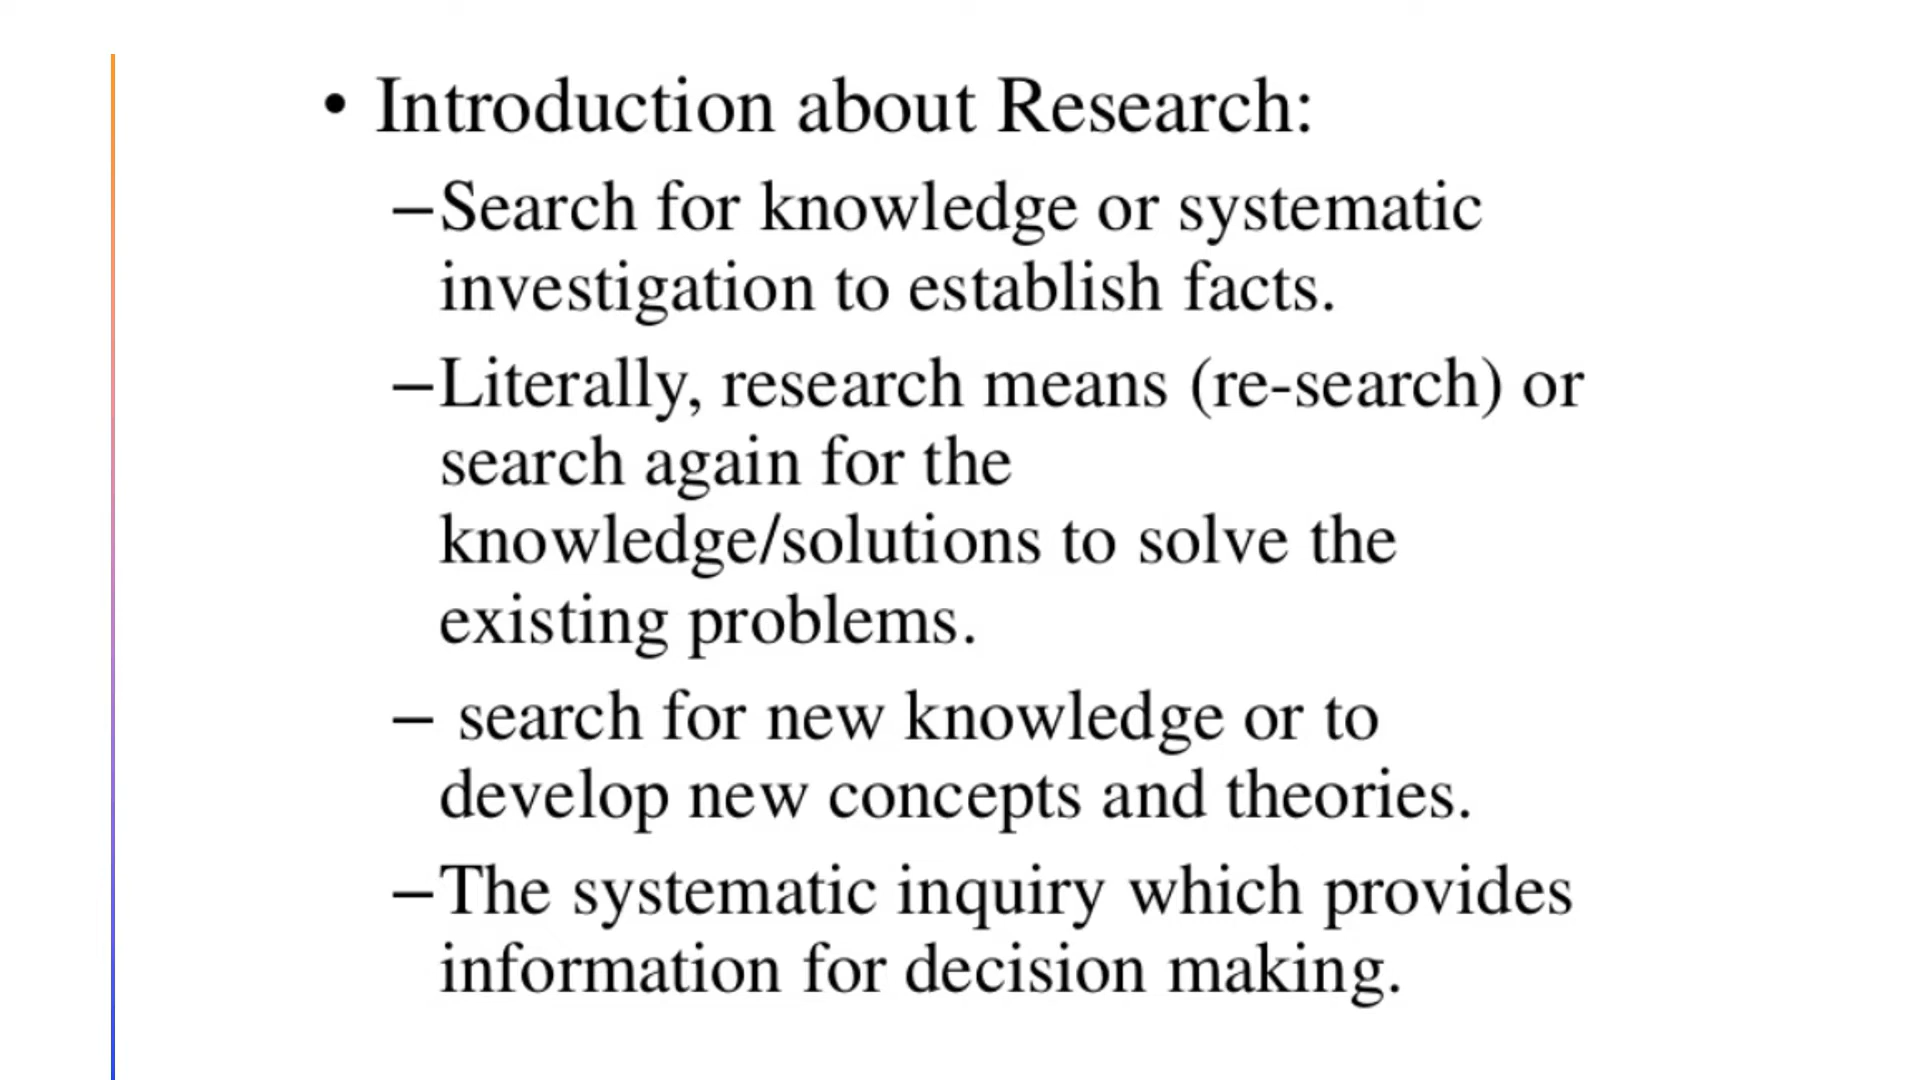 • Introduction about Research:
–Search for knowledge or systematic
investigation to establish facts.
–Literally, research means (re-search) or
search again for the
knowledge/solutions to solve the
existing problems.
– search for new knowledge or to
develop new concepts and theories.
–The systematic inquiry which provides
information for decision making.